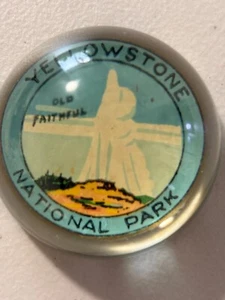 YELLOWSTONE
OLD
FAITHFUL
NATIONAL PARK